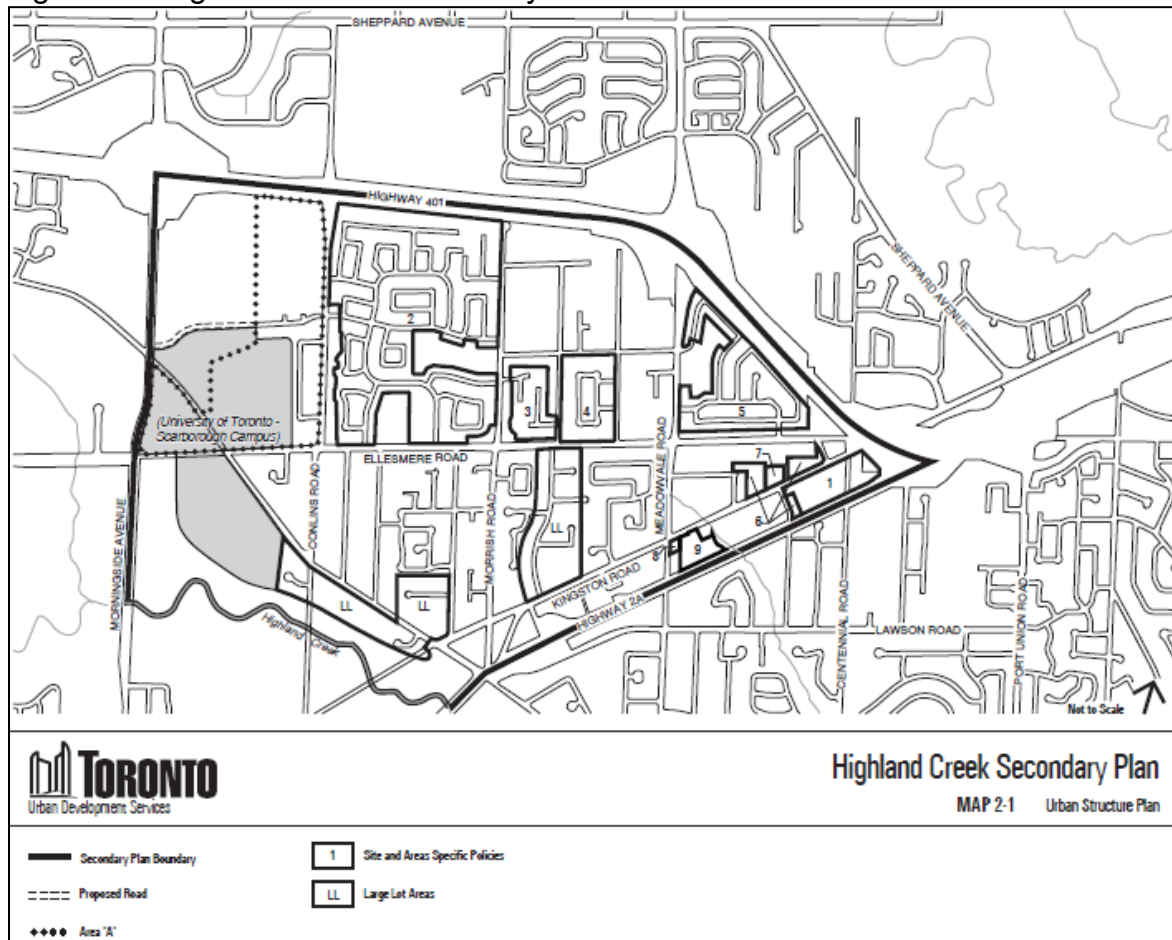 SHEPPARD AVENUE
HIGHWAY 401
SHEPPARD AVENUE
2
(University of Toronto -
Scarborough Campus)
3
4
5
ELLESMERE ROAD
MEADOWVALE ROAD
7
1
6
MORNINGSIDE AVENUE
CONLINS ROAD
MORRISH ROAD
LL
8
9
KINGSTON ROAD
HIGHWAY 2A
LL
LL
Highland Creek
LAWSON ROAD
CENTENNIAL ROAD
PORT UNION ROAD
Not to Scale
TORONTO
Urban Development Services
Highland Creek Secondary Plan
MAP 2-1 Urban Structure Plan
Secondary Plan Boundary
1 Site and Areas Specific Policies
Proposed Road
LL Large Lot Areas
Area "A"